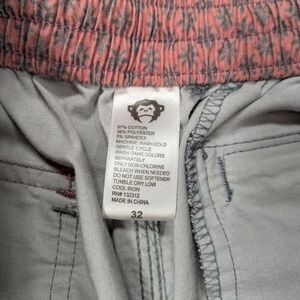 57% COTTON
38% POLYESTER
5% SPANDEX
MACHINE WASH COLD
GENTLE CYCLE
WASH DARK COLORS
SEPARATELY
ONLY NON-CHLORINE
BLEACH WHEN NEEDED
DO NOT USE SOFTENER
TUMBLE DRY LOW
COOL IRON
RN# 132312
MADE IN CHINA
32